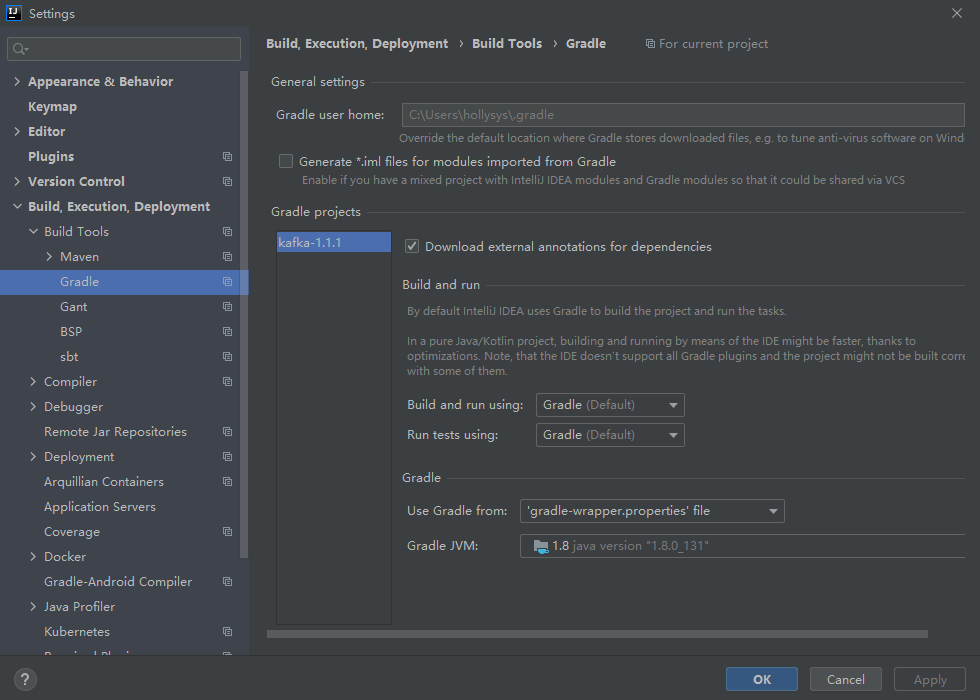 IJ
Settings
Appearance & Behavior
Keymap
Editor
Plugins
Version Control
Build, Execution, Deployment
Build Tools
Maven
Gradle
Gant
BSP
sbt
Compiler
Debugger
Remote Jar Repositories
Deployment
Arquillian Containers
Application Servers
Coverage
Docker
Gradle-Android Compiler
Java Profiler
Kubernetes
Build, Execution, Deployment › Build Tools › Gradle For current project
General settings
Gradle user home: C:\Users\hollysys\.gradle
Override the default location where Gradle stores downloaded files, e.g. to tune anti-virus software on Wind
Generate *.iml files for modules imported from Gradle
Enable if you have a mixed project with IntelliJ IDEA modules and Gradle modules so that it could be shared via VCS
Gradle projects
kafka-1.1.1
Download external annotations for dependencies
Build and run
By default IntelliJ IDEA uses Gradle to build the project and run the tasks.
In a pure Java/Kotlin project, building and running by means of the IDE might be faster, thanks to
optimizations. Note, that the IDE doesn't support all Gradle plugins and the project might not be built corre
with some of them.
Build and run using: Gradle (Default)
Run tests using: Gradle (Default)
Gradle
Use Gradle from: 'gradle-wrapper.properties' file
Gradle JVM: 1.8 java version "1.8.0_131"
?
OK
Cancel
Apply